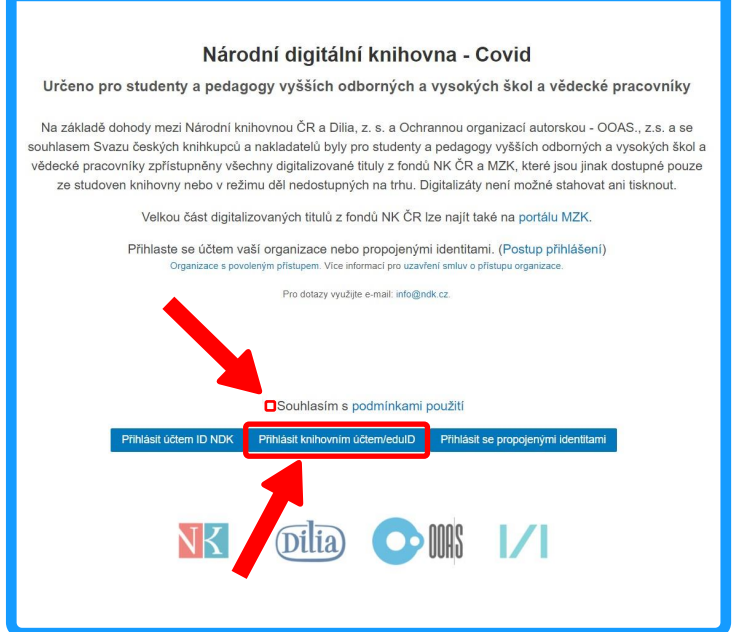 Národní digitální knihovna - Covid
Určeno pro studenty a pedagogy vyšších odborných a vysokých škol a vědecké pracovníky
Na základě dohody mezi Národní knihovnou ČR a Dilia, z. s. a Ochrannou organizací autorskou - OOAS., z.s. a se
souhlasem Svazu českých knihkupců a nakladatelů byly pro studenty a pedagogy vyšších odborných a vysokých škol a
vědecké pracovníky zpřístupněny všechny digitalizované tituly z fondů NK ČR a MZK, které jsou jinak dostupné pouze
ze studoven knihovny nebo v režimu děl nedostupných na trhu. Digitalizáty není možné stahovat ani tisknout.
Velkou část digitalizovaných titulů z fondů NK ČR lze najít také na portálu MZK.
Přihlaste se účtem vaší organizace nebo propojenými identitami. (Postup přihlášení)
Organizace s povoleným přístupem. Více informací pro uzavření smluv o přístupu organizace.
Pro dotazy využijte e-mail: info@ndk.cz.
Souhlasím s podmínkami použití
Přihlásit účtem ID NDK Přihlásit knihovním účtem/eduID Přihlásit se propojenými identitami
NK Dilia OOAS